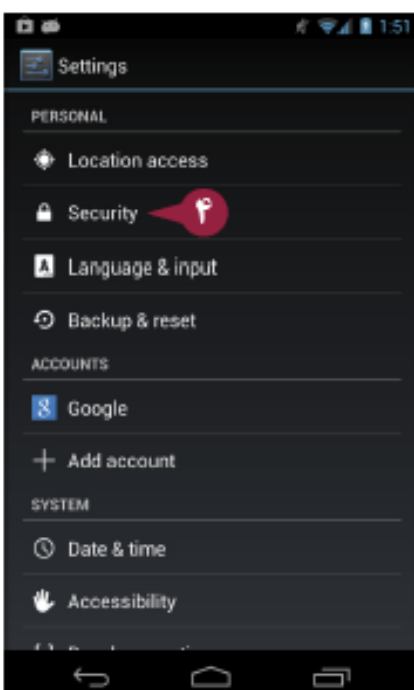 1:51
Settings
PERSONAL
Location access
Security ۴
Language & input
Backup & reset
ACCOUNTS
Google
Add account
SYSTEM
Date & time
Accessibility